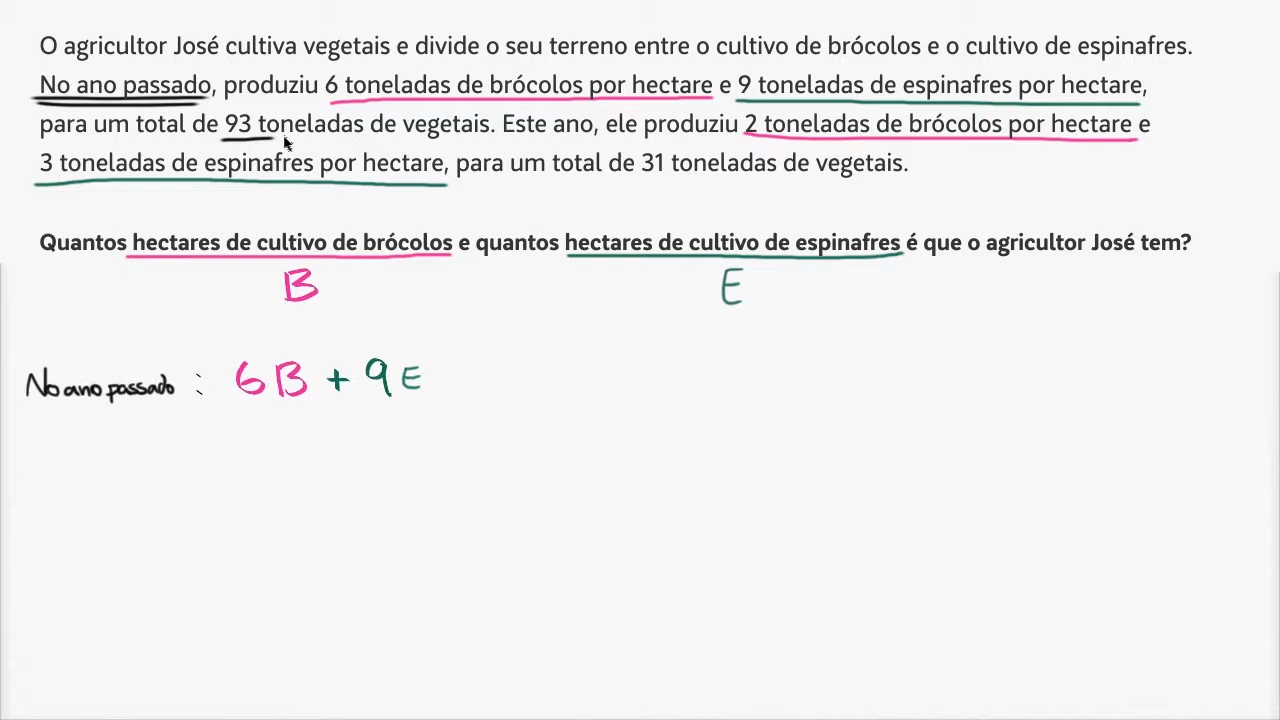 O agricultor José cultiva vegetais e divide o seu terreno entre o cultivo de brócolos e o cultivo de espinafres.
No ano passado, produziu 6 toneladas de brócolos por hectare e 9 toneladas de espinafres por hectare,
para um total de 93 toneladas de vegetais. Este ano, ele produziu 2 toneladas de brócolos por hectare e
3 toneladas de espinafres por hectare, para um total de 31 toneladas de vegetais.
Quantos hectares de cultivo de brócolos e quantos hectares de cultivo de espinafres é que o agricultor José tem?
B E
No ano passado : 6B + 9E